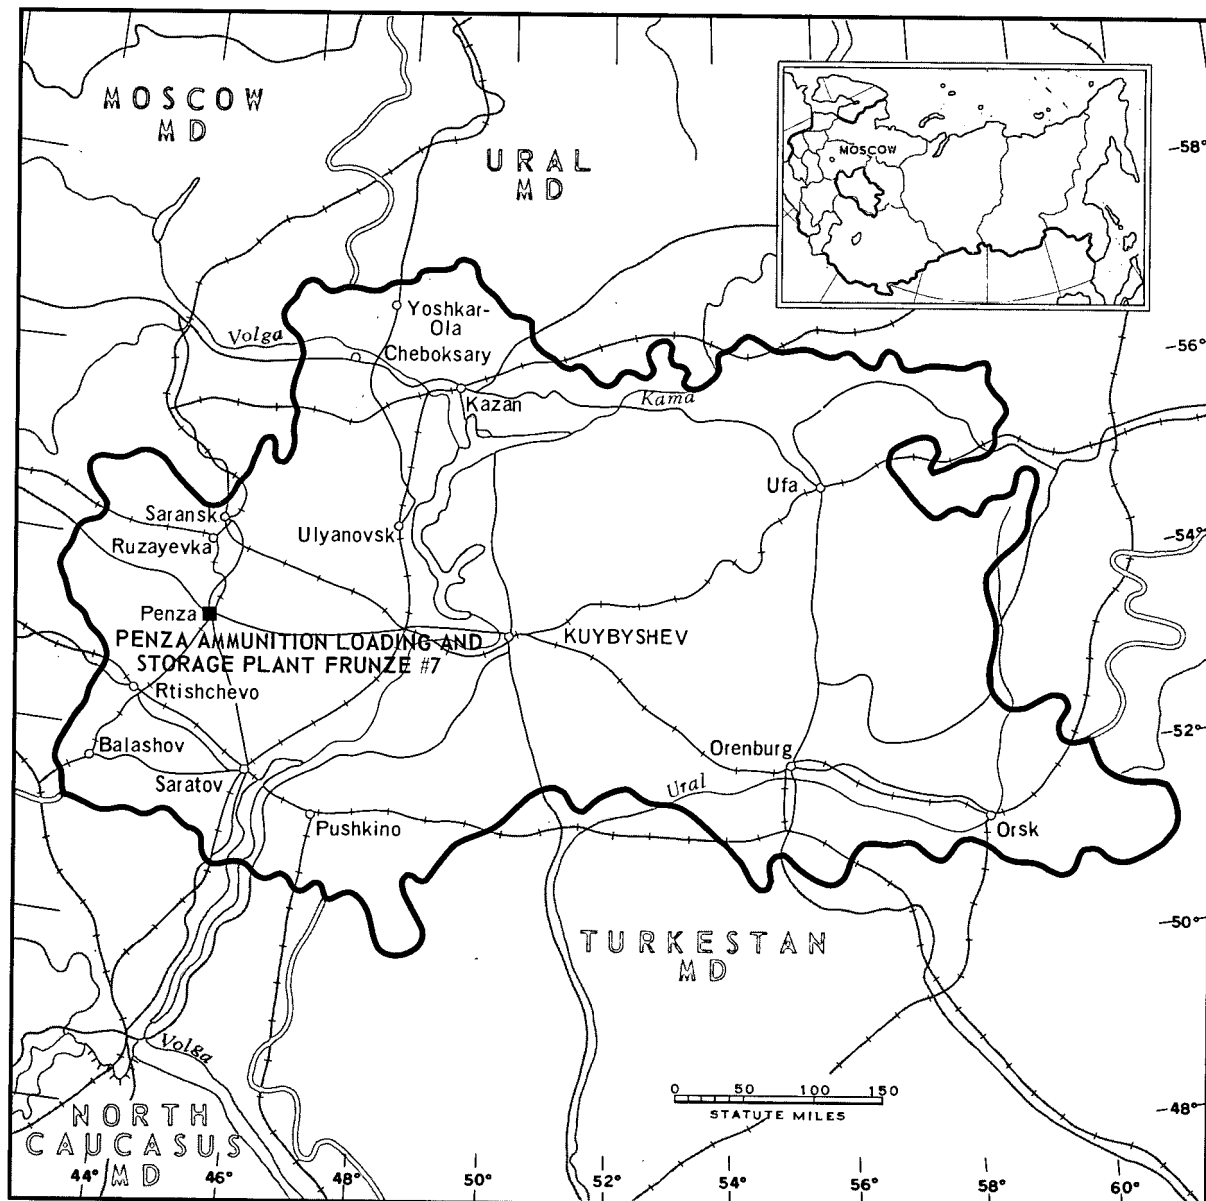 MOSCOW
MD
URAL
MD
MOSCOW
58°
Yoshkar-
Ola
Volga
Cheboksary
56°
Kazan
Kama
Ufa
Saransk
Ruzayevka
Ulyanovsk
54°
Penza
PENZA AMMUNITION LOADING AND
STORAGE PLANT FRUNZE #7
KUYBYSHEV
Rtishchevo
Balashov
Saratov
Orenburg
52°
Ural
Pushkino
Orsk
50°
TURKESTAN
MD
Volga
0 50 100 150
STATUTE MILES
48°
NORTH
CAUCASUS
MD
44° 46° 48° 50° 52° 54° 56° 58° 60°